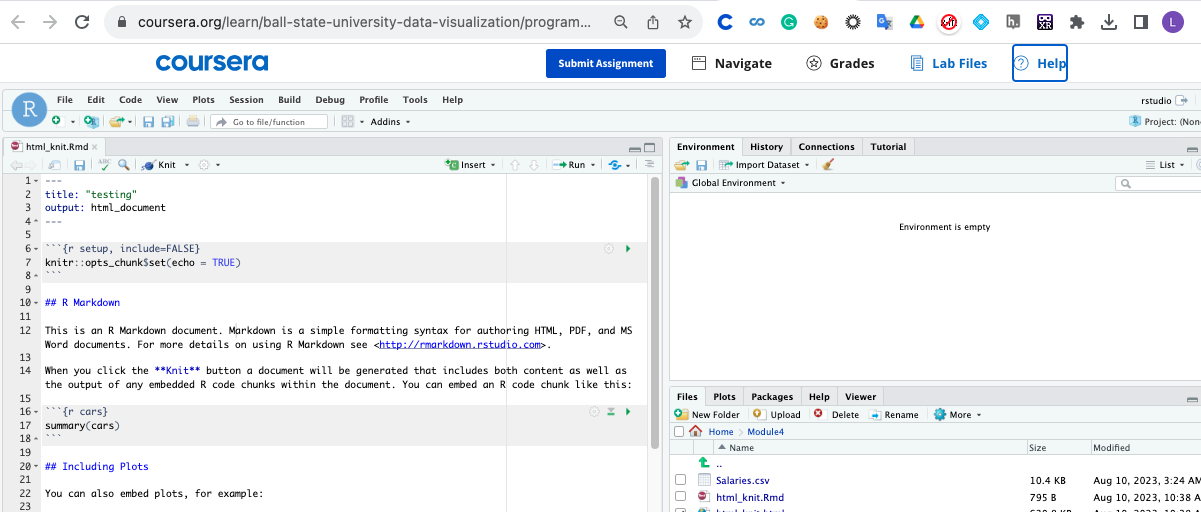 coursera.org/learn/ball-state-university-data-visualization/program...
L
coursera
Submit Assignment
Navigate
Grades
Lab Files
Help
R
File Edit Code View Plots Session Build Debug Profile Tools Help
rstudio
Go to file/function
Addins
Project: (Non
html_knit.Rmd
ABC
Knit
Insert
Run
1 ---
2 title: "testing"
3 output: html_document
4 ---
5
6 ```{r setup, include=FALSE}
7 knitr::opts_chunk$set(echo = TRUE)
8 ```
9
10 ## R Markdown
11
12 This is an R Markdown document. Markdown is a simple formatting syntax for authoring HTML, PDF, and MS
Word documents. For more details on using R Markdown see <http://rmarkdown.rstudio.com>.
13
14 When you click the **Knit** button a document will be generated that includes both content as well as
the output of any embedded R code chunks within the document. You can embed an R code chunk like this:
15
16 ```{r cars}
17 summary(cars)
18 ```
19
20 ## Including Plots
21
22 You can also embed plots, for example:
23
Environment History Connections Tutorial
Import Dataset
List
Global Environment
Environment is empty
Files Plots Packages Help Viewer
New Folder Upload Delete Rename More
Home Module4
Name Size Modified
..
Salaries.csv 10.4 KB Aug 10, 2023, 3:24 AM
html_knit.Rmd 795 B Aug 10, 2023, 10:38 A